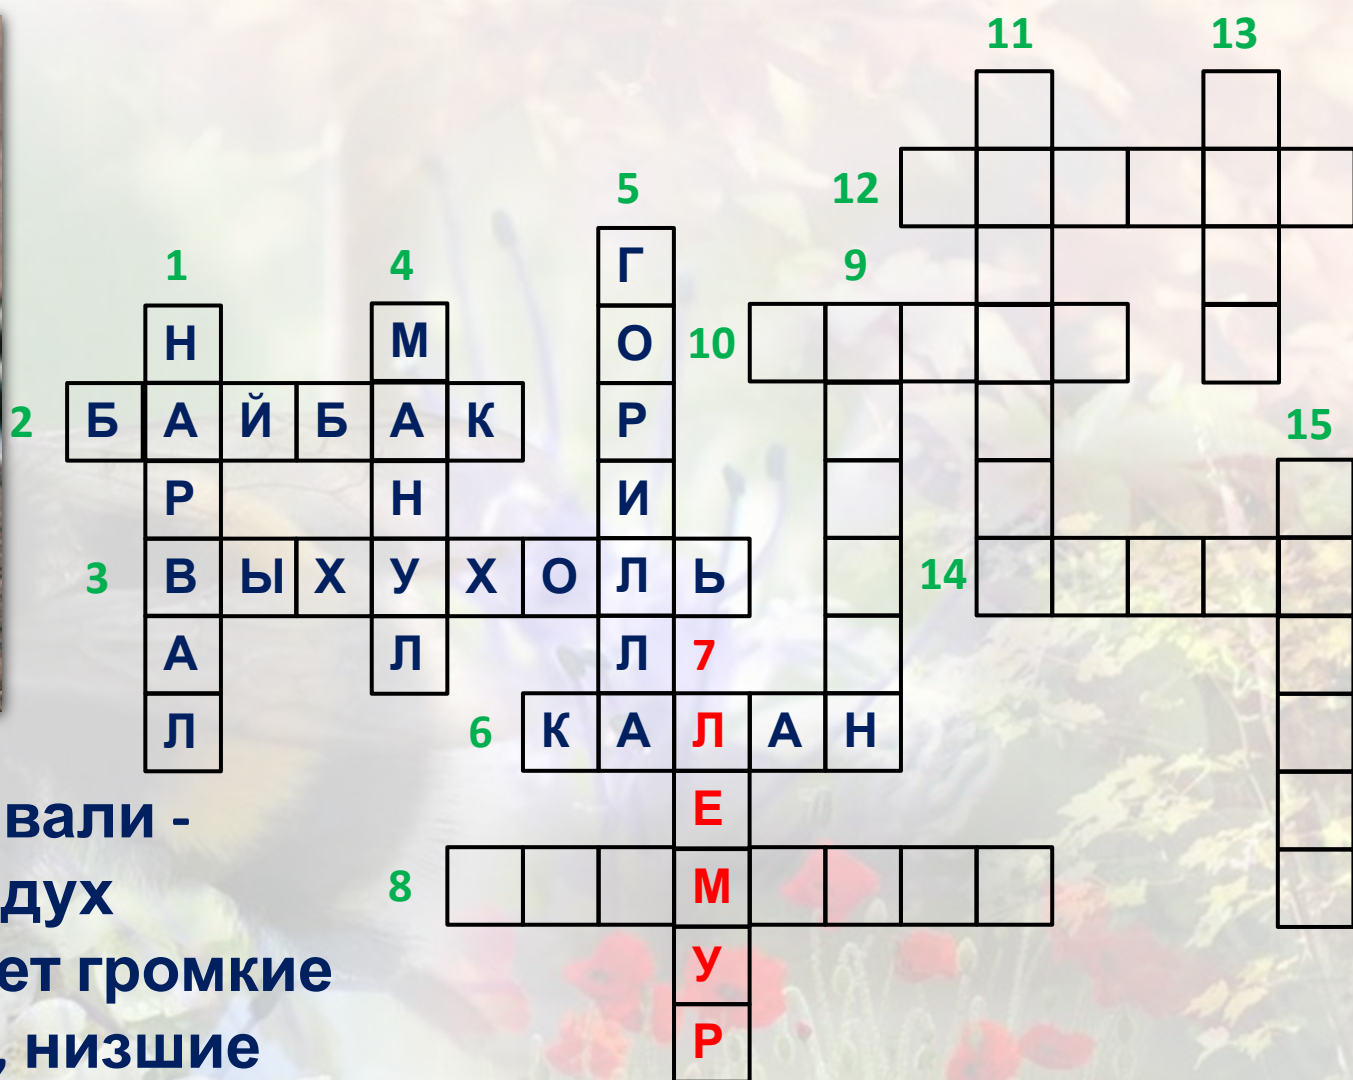 11 13
5 12
1 4 Г 9
Н М О 10
2 Б А Й Б А К Р 15
Р Н И
3 В Ы Х У Х О Л Ь 14
А Л Л 7
Л 6 К А Л А Н
вали - Е
дух 8 М
ет громкие У
, низшие Р